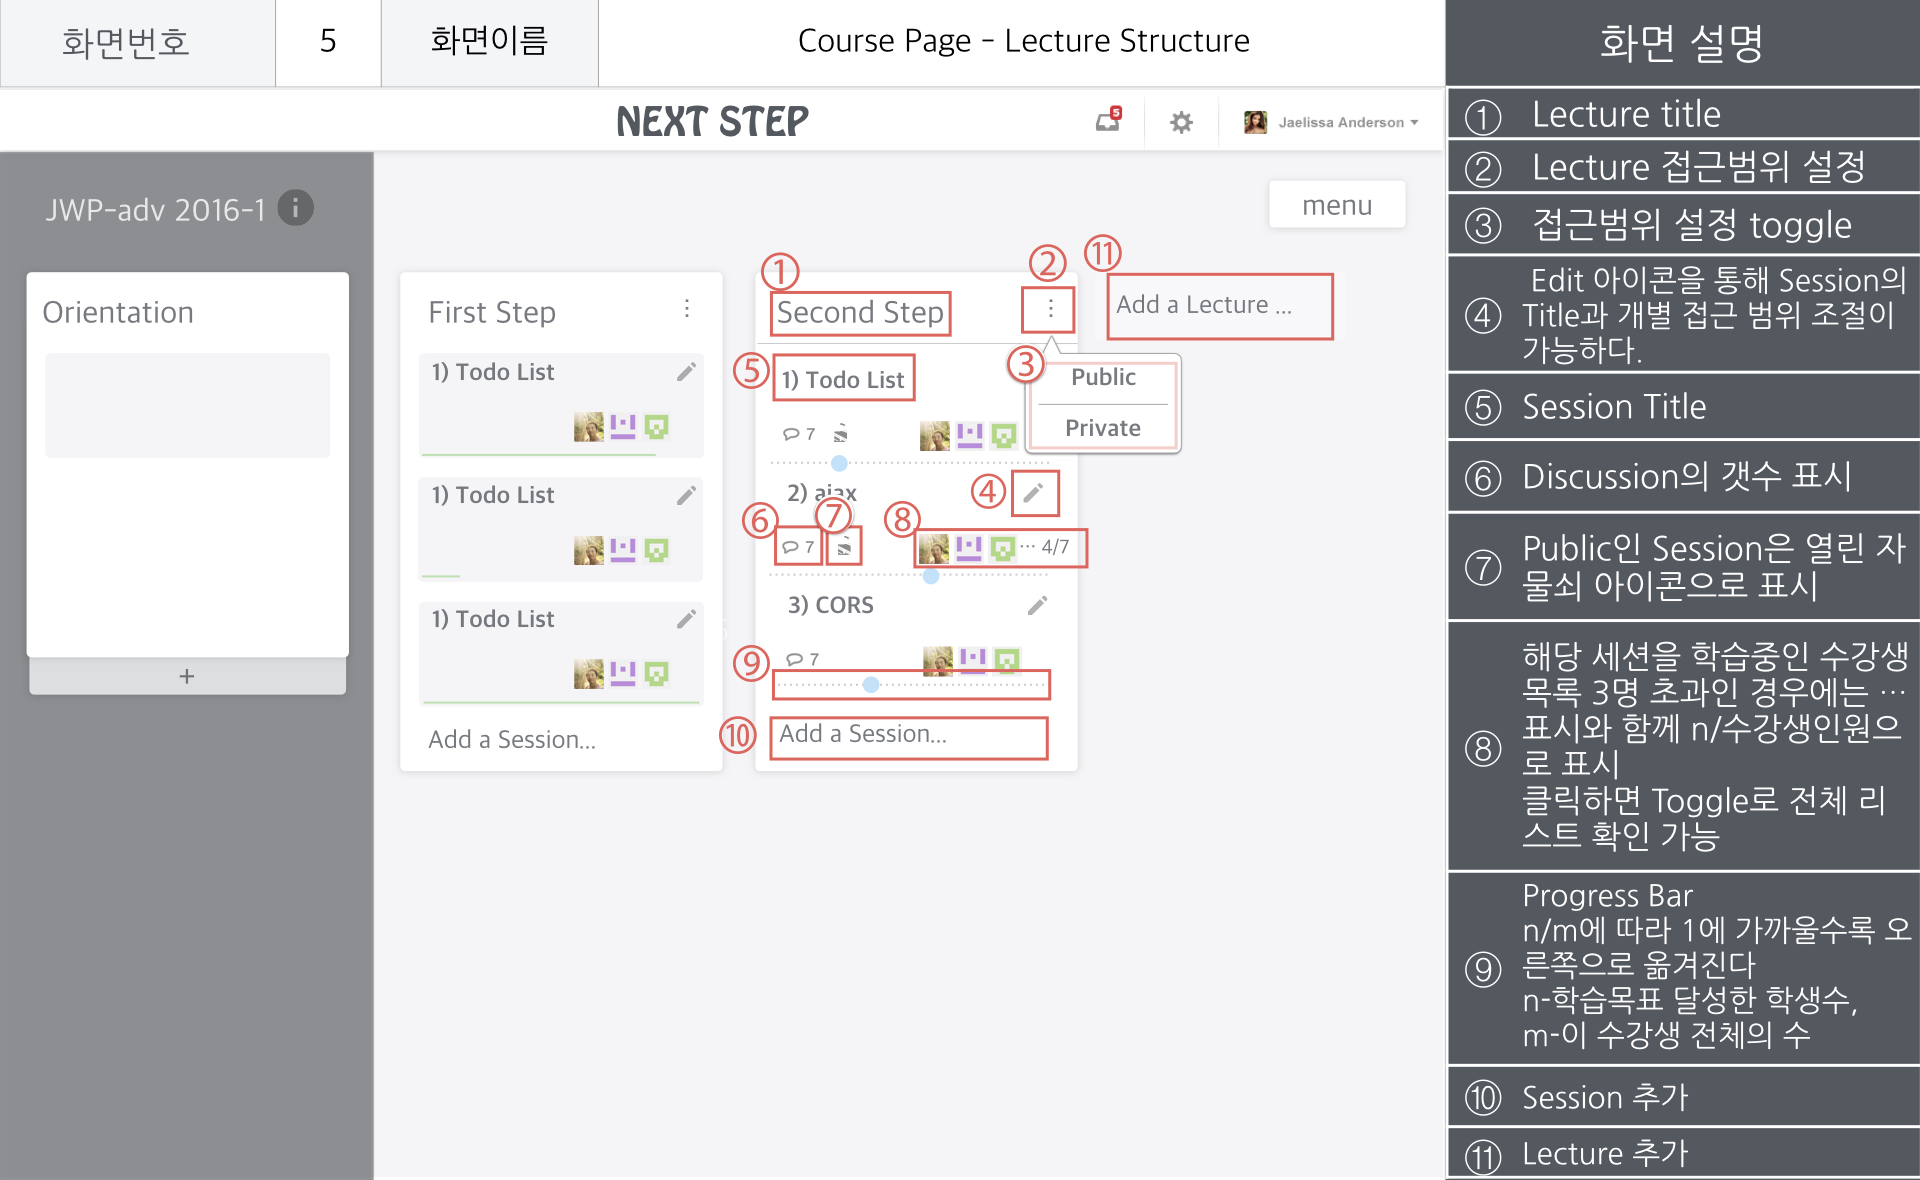 화면번호
5
화면이름
Course Page - Lecture Structure
화면 설명
NEXT STEP
5
Jaelissa Anderson
JWP-adv 2016-1
i
menu
Orientation
+
First Step
1) Todo List
1) Todo List
1) Todo List
Add a Session...
①
Second Step
②
③
Public
Private
⑤
1) Todo List
7
2) ajax
④
⑥
7
⑦
⑧
··· 4/7
3) CORS
7
⑨
⑩
Add a Session...
⑪
Add a Lecture ...
① Lecture title
② Lecture 접근범위 설정
③ 접근범위 설정 toggle
④ Edit 아이콘을 통해 Session의
Title과 개별 접근 범위 조절이
가능하다.
⑤ Session Title
⑥ Discussion의 갯수 표시
⑦ Public인 Session은 열린 자
물쇠 아이콘으로 표시
⑧ 해당 세션을 학습중인 수강생
목록 3명 초과인 경우에는 ···
표시와 함께 n/수강생인원으
로 표시
클릭하면 Toggle로 전체 리
스트 확인 가능
⑨ Progress Bar
n/m에 따라 1에 가까울수록 오
른쪽으로 옮겨진다
n-학습목표 달성한 학생수,
m-이 수강생 전체의 수
⑩ Session 추가
⑪ Lecture 추가